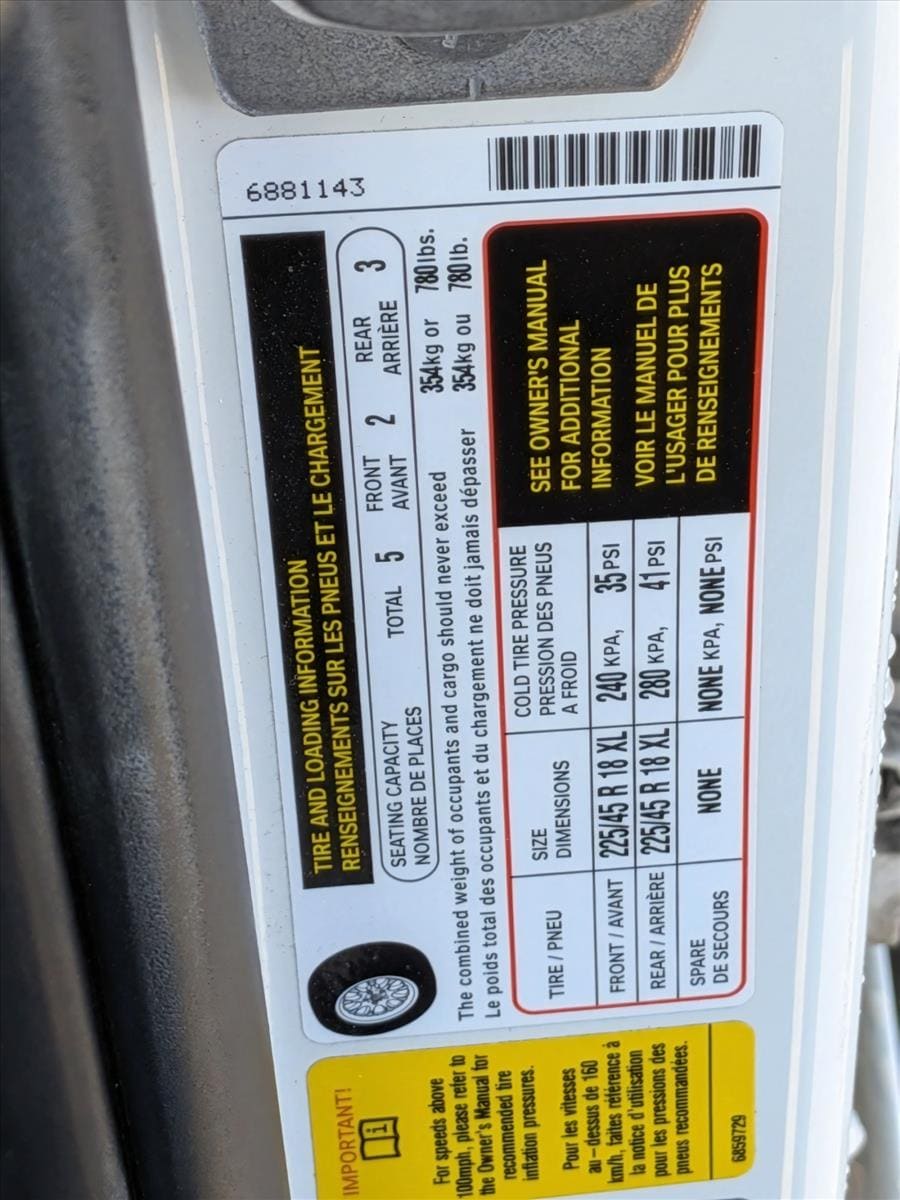 6881143
TIRE AND LOADING INFORMATION
RENSEIGNEMENTS SUR LES PNEUS ET LE CHARGEMENT
SEATING CAPACITY
NOMBRE DE PLACES
TOTAL 5
FRONT
AVANT
2
REAR
ARRIÈRE
3
The combined weight of occupants and cargo should never exceed 354kg or 780lbs.
Le poids total des occupants et du chargement ne doit jamais dépasser 354kg ou 780lb.
TIRE / PNEU
SIZE
DIMENSIONS
COLD TIRE PRESSURE
PRESSION DES PNEUS
A FROID
FRONT / AVANT 225/45 R 18 XL 240 KPA, 35 PSI
REAR / ARRIÈRE 225/45 R 18 XL 280 KPA, 41 PSI
SPARE
DE SECOURS
NONE NONE KPA, NONE PSI
SEE OWNER'S MANUAL
FOR ADDITIONAL
INFORMATION
VOIR LE MANUEL DE
L'USAGER POUR PLUS
DE RENSEIGNEMENTS
IMPORTANT!
For speeds above
100mph, please refer to
the Owner's Manual for
recommended tire
inflation pressures.
Pour les vitesses
au-dessus de 160
km/h, faites référence à
la notice d'utilisation
pour les pressions des
pneus recommandées.
6859729